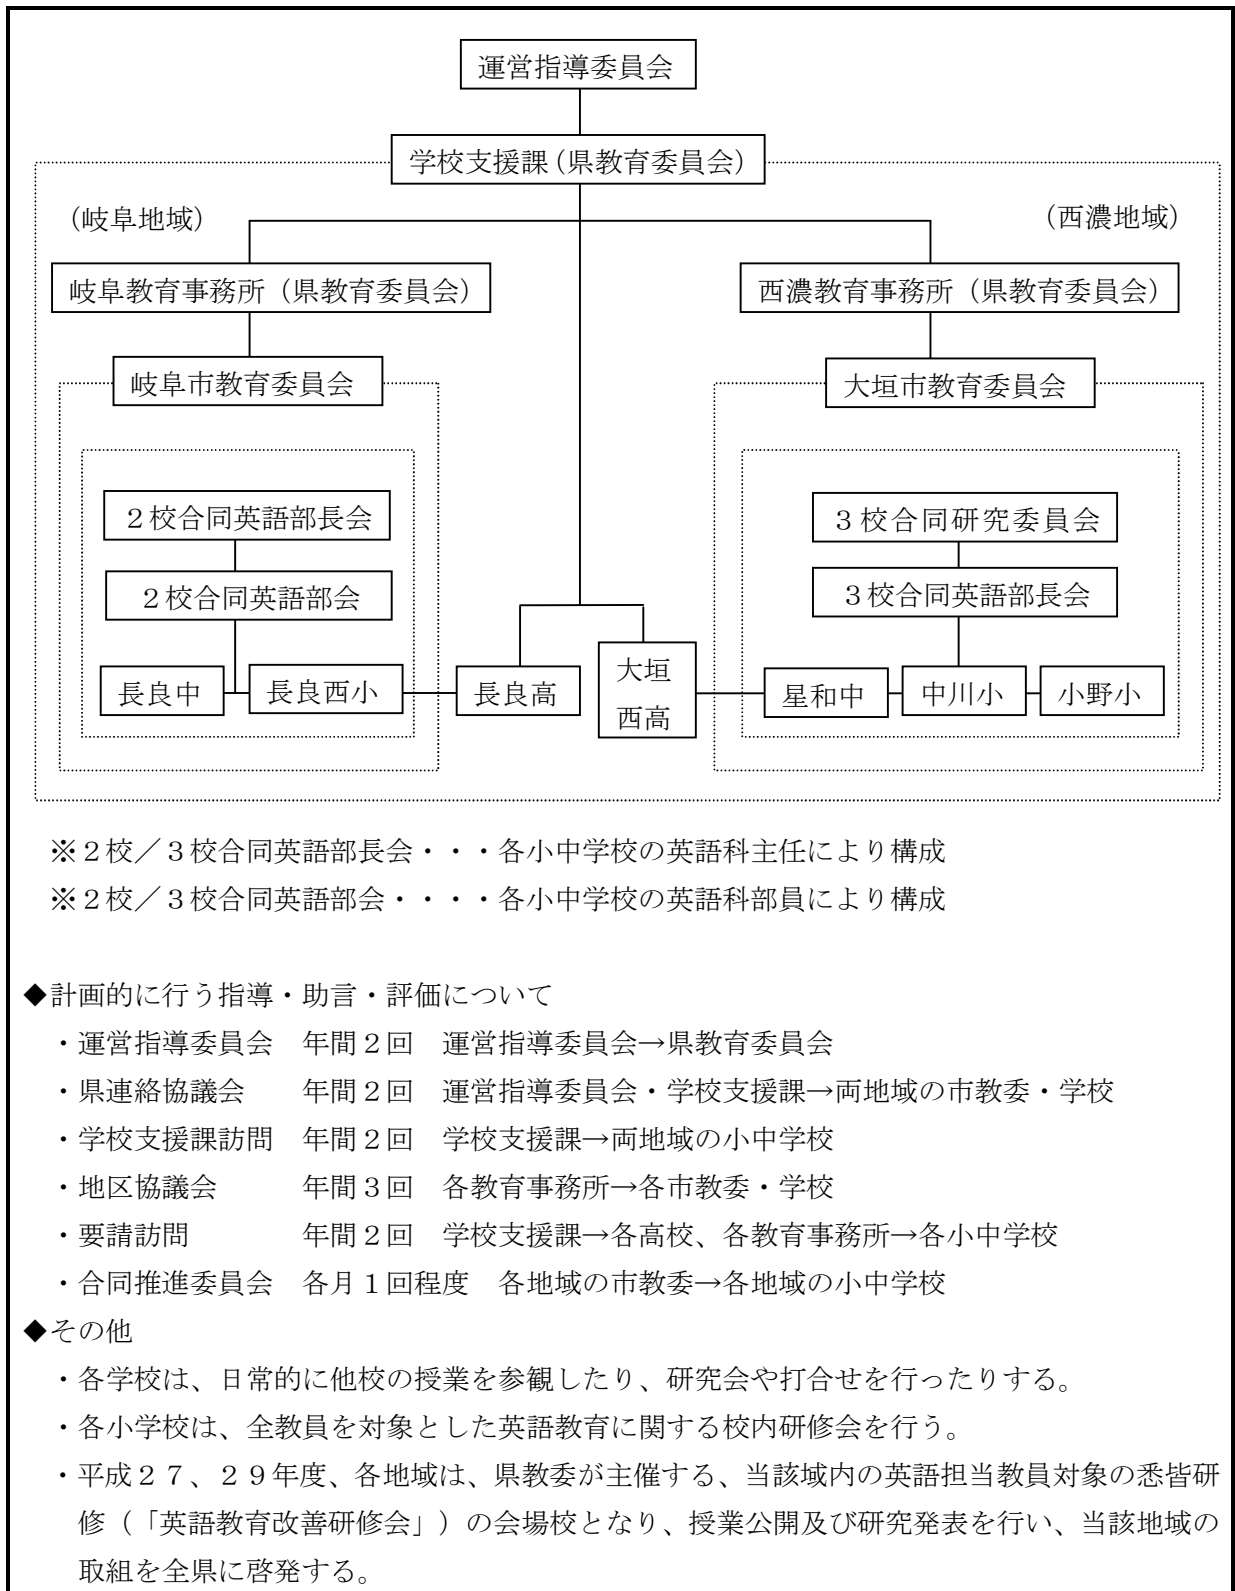 運営指導委員会
学校支援課（県教育委員会）
（岐阜地域）
（西濃地域）
岐阜教育事務所（県教育委員会）
西濃教育事務所（県教育委員会）
岐阜市教育委員会
大垣市教育委員会
２校合同英語部長会
３校合同研究委員会
２校合同英語部会
３校合同英語部長会
長良中
長良西小
長良高
大垣
西高
星和中
中川小
小野小
※２校／３校合同英語部長会・・・各小中学校の英語科主任により構成
※２校／３校合同英語部会・・・・各小中学校の英語科部員により構成
◆計画的に行う指導・助言・評価について
・運営指導委員会　年間２回　運営指導委員会→県教育委員会
・県連絡協議会　　年間２回　運営指導委員会・学校支援課→両地域の市教委・学校
・学校支援課訪問　年間２回　学校支援課→両地域の小中学校
・地区協議会　　　年間３回　各教育事務所→各市教委・学校
・要請訪問　　　　年間２回　学校支援課→各高校、各教育事務所→各小中学校
・合同推進委員会　各月１回程度　各地域の市教委→各地域の小中学校
◆その他
・各学校は、日常的に他校の授業を参観したり、研究会や打合せを行ったりする。
・各小学校は、全教員を対象とした英語教育に関する校内研修会を行う。
・平成２７、２９年度、各地域は、県教委が主催する、当該域内の英語担当教員対象の悉皆研
修（「英語教育改善研修会」）の会場校となり、授業公開及び研究発表を行い、当該地域の
取組を全県に啓発する。